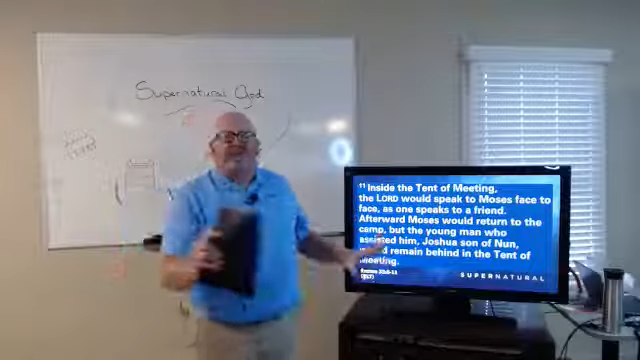 Supernatural God
11 Inside the Tent of Meeting,
the LORD would speak to Moses face to
face, as one speaks to a friend.
Afterward Moses would return to the
camp, but the young man who
assisted him, Joshua son of Nun,
would remain behind in the Tent of
Meeting.
(NLT)
SUPERNATURAL